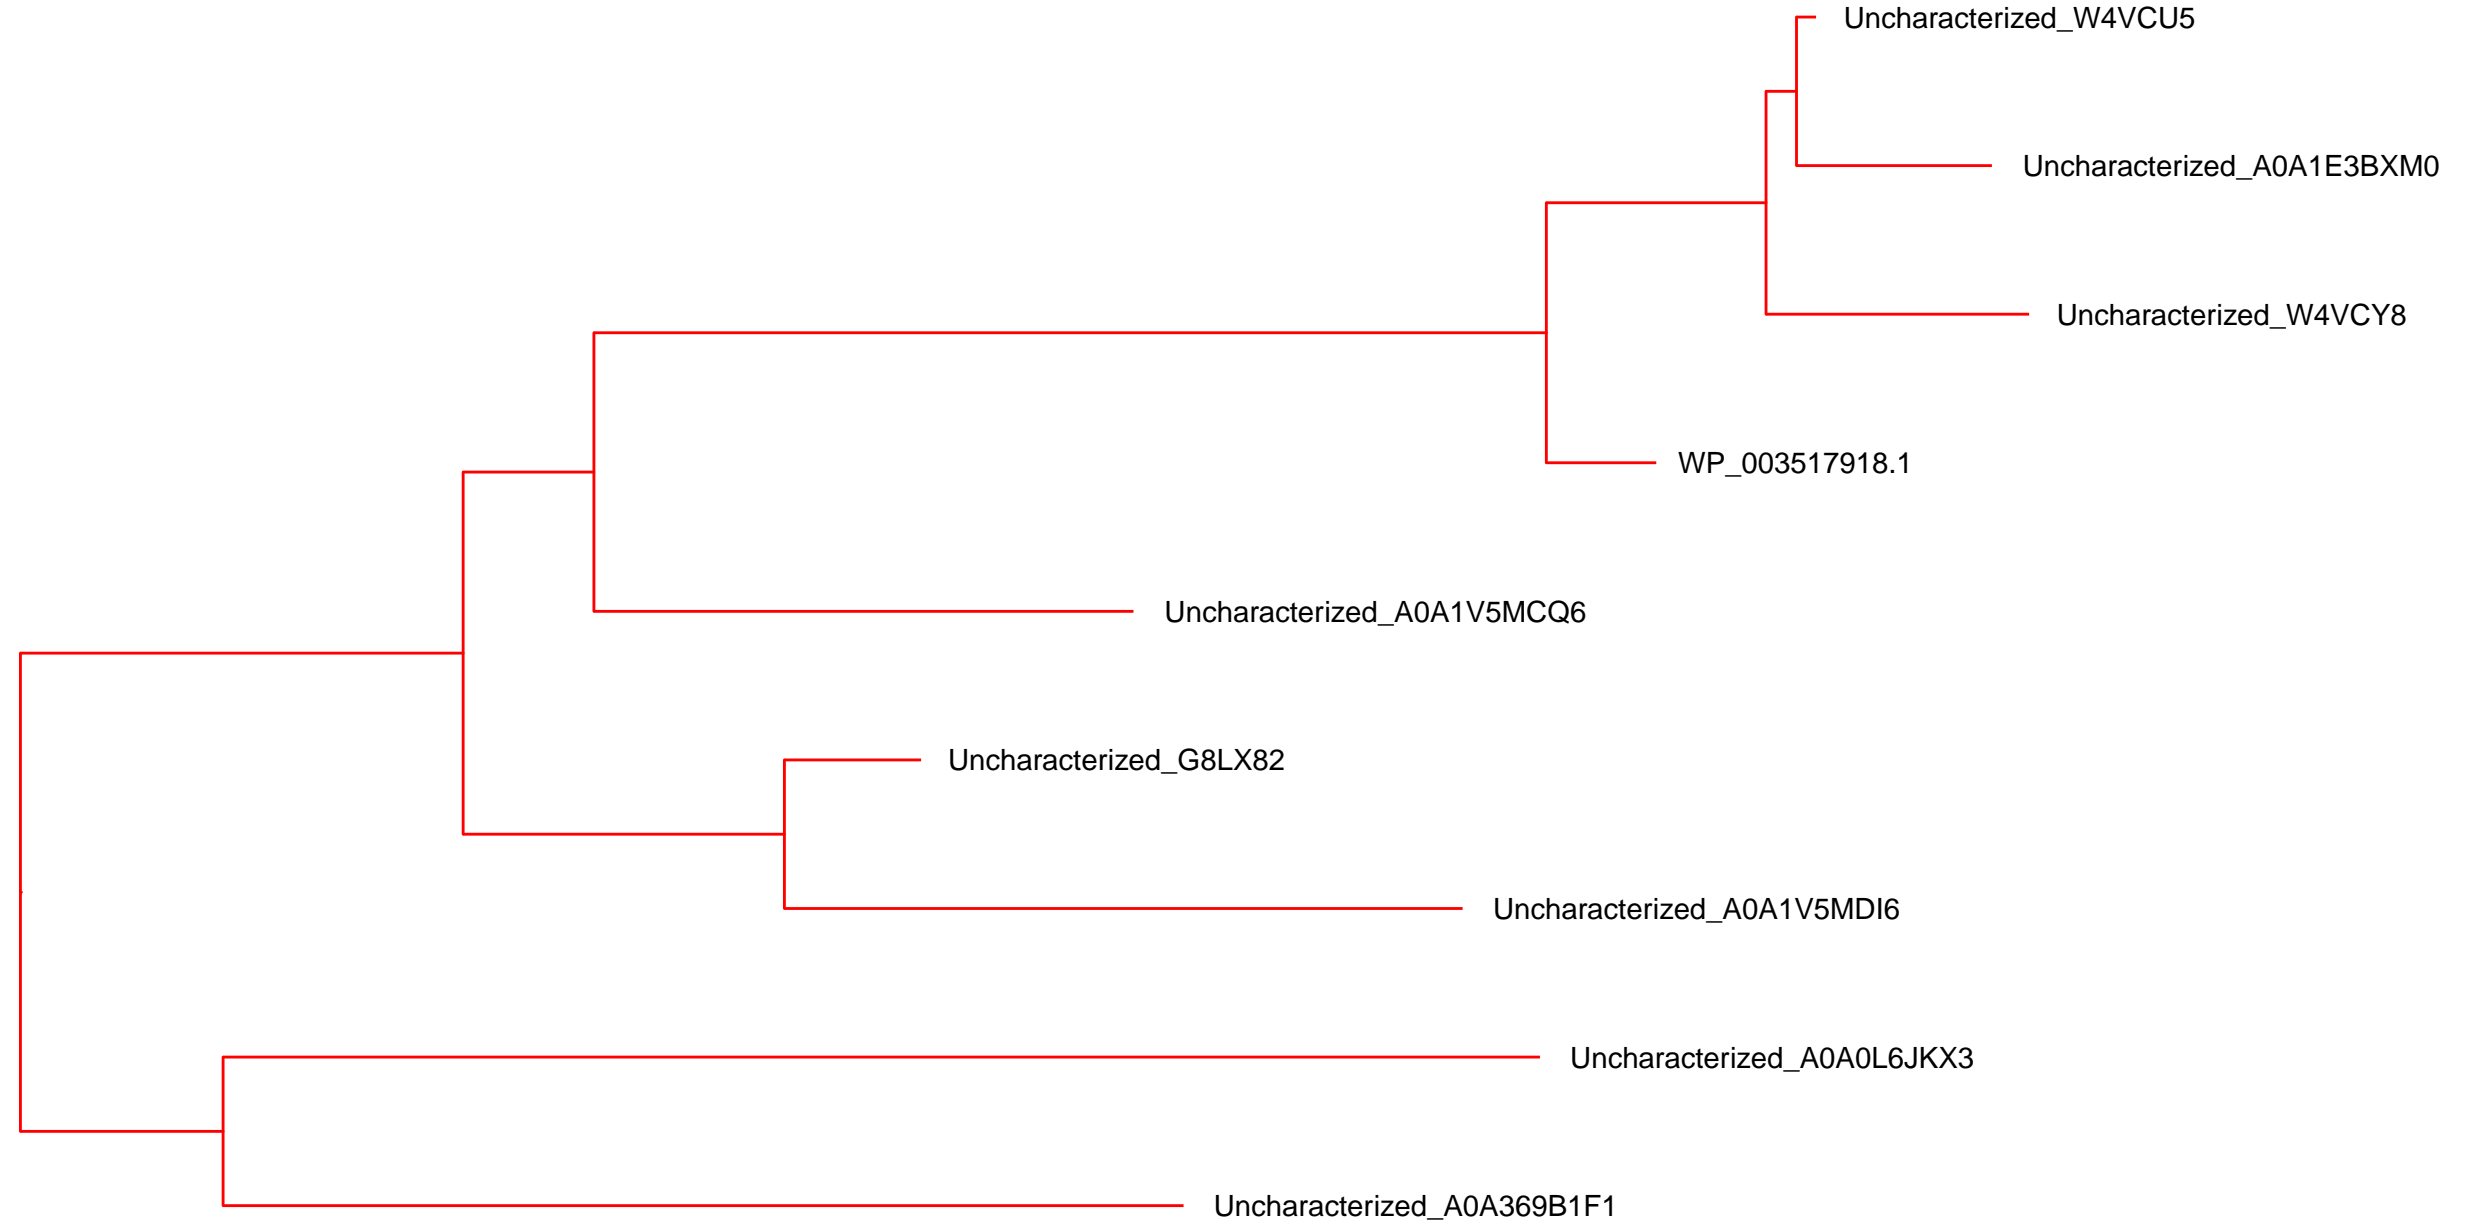 Uncharacterized_W4VCU5
Uncharacterized_A0A1E3BXM0
Uncharacterized_W4VCY8
WP_003517918.1
Uncharacterized_A0A1V5MCQ6
Uncharacterized_G8LX82
Uncharacterized_A0A1V5MDI6
Uncharacterized_A0A0L6JKX3
Uncharacterized_A0A369B1F1